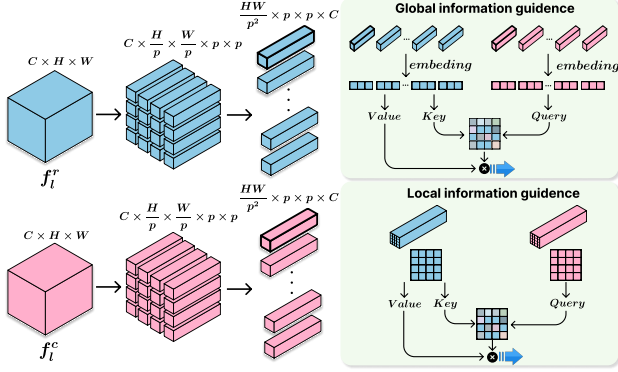 C × H × W
C × H/p × W/p × p × p
HW/p² × p × p × C
f_l^r
Global information guidence
...
...
embeding
embeding
...
...
Value
Key
Query
×
C × H × W
C × H/p × W/p × p × p
HW/p² × p × p × C
f_l^c
Local information guidence
Value
Key
Query
×